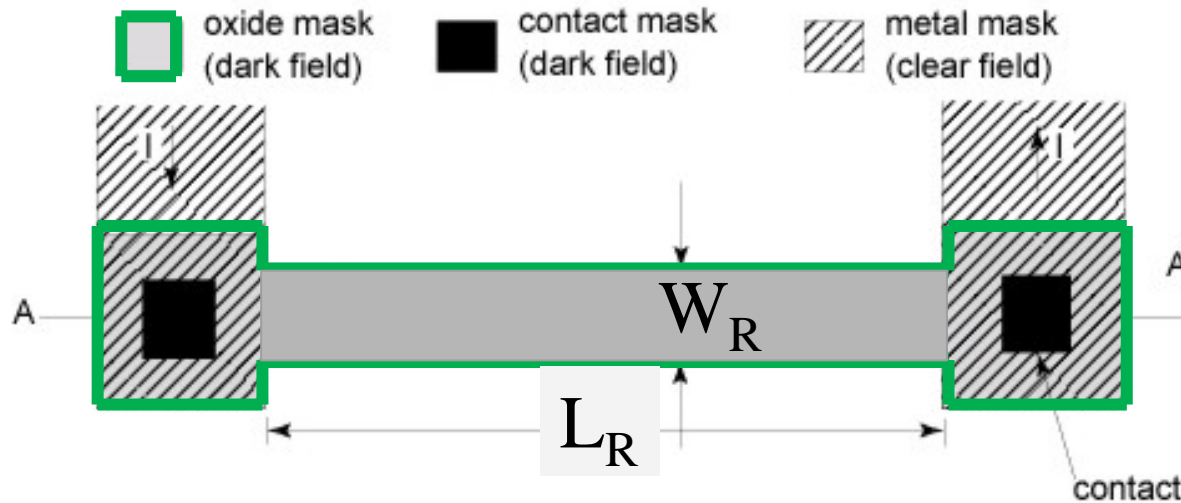 oxide mask
(dark field)
contact mask
(dark field)
metal mask
(clear field)
I
I
A
W_R
A
L_R
contact